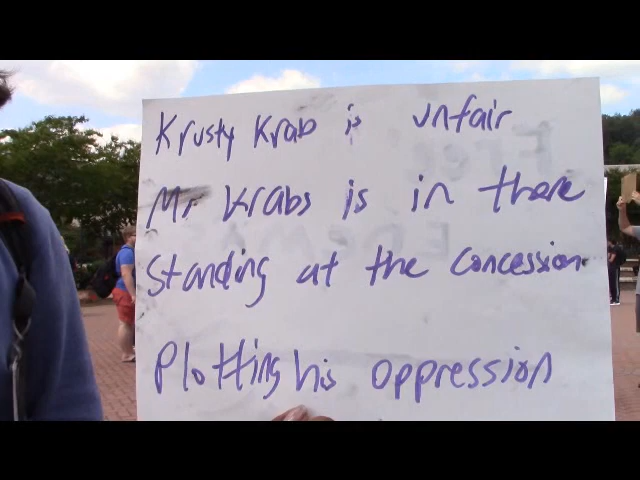 Krusty Krab is unfair
Mr Krabs is in there
Standing at the concession
Plotting his oppression